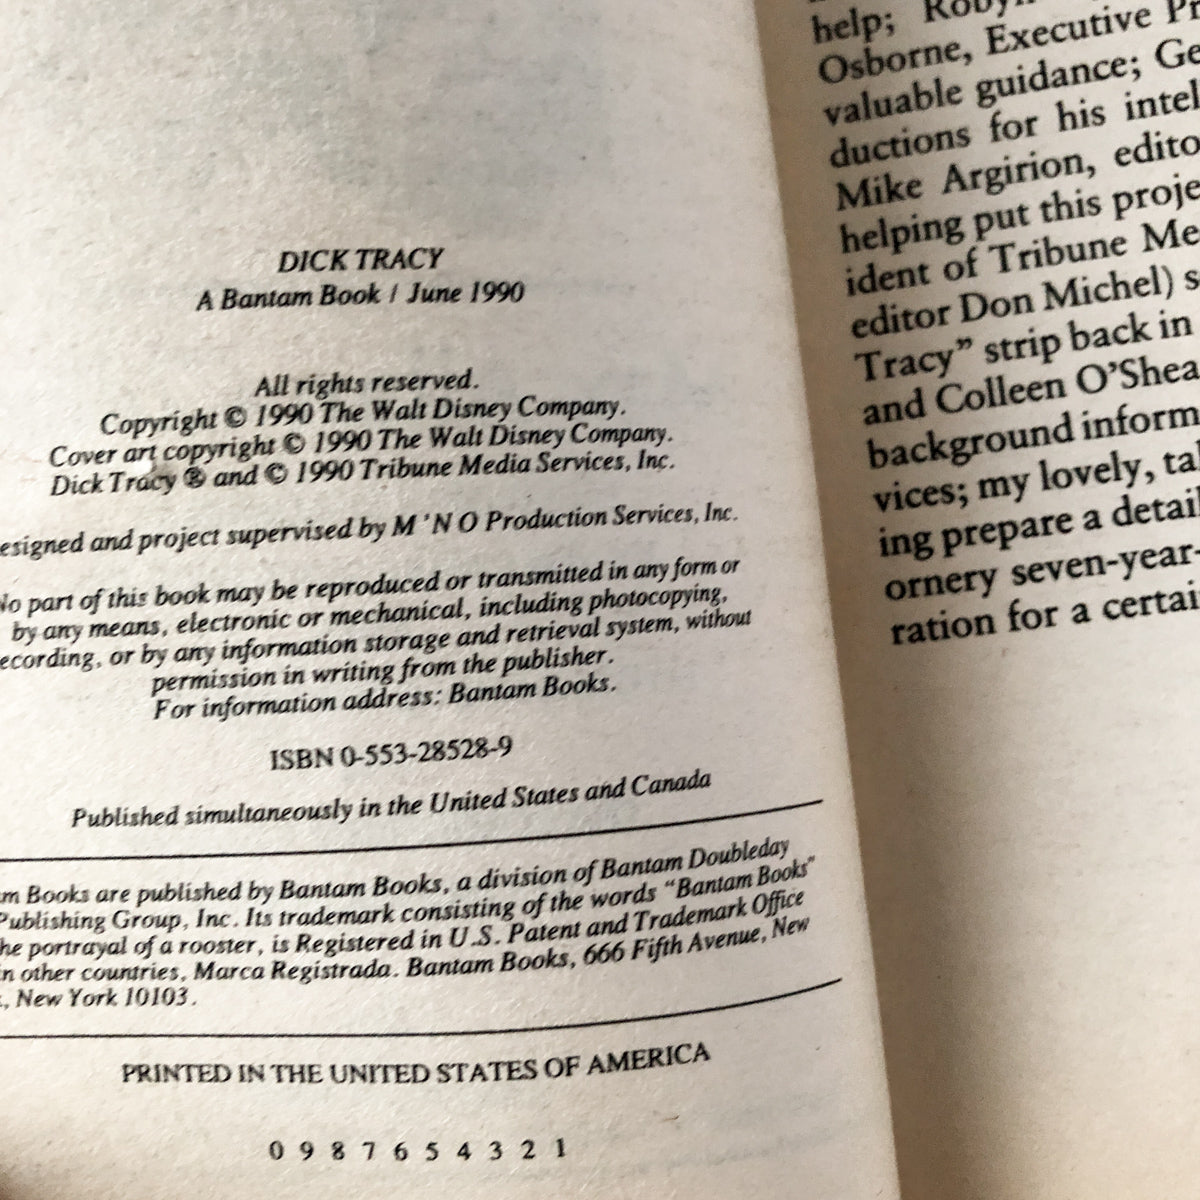 DICK TRACY
A Bantam Book / June 1990
All rights reserved.
Copyright © 1990 The Walt Disney Company.
Cover art copyright © 1990 The Walt Disney Company.
Dick Tracy ® and © 1990 Tribune Media Services, Inc.
esigned and project supervised by M 'N O Production Services, Inc.
No part of this book may be reproduced or transmitted in any form or
by any means, electronic or mechanical, including photocopying,
ecording, or by any information storage and retrieval system, without
permission in writing from the publisher.
For information address: Bantam Books.
ISBN 0-553-28528-9
Published simultaneously in the United States and Canada
m Books are published by Bantam Books, a division of Bantam Doubleday
Publishing Group, Inc. Its trademark consisting of the words "Bantam Books"
he portrayal of a rooster, is Registered in U.S. Patent and Trademark Office
n other countries, Marca Registrada. Bantam Books, 666 Fifth Avenue, New
, New York 10103.
PRINTED IN THE UNITED STATES OF AMERICA
0 9 8 7 6 5 4 3 2 1
help; Robyn
Osborne, Executive Pr
valuable guidance; Ge
ductions for his intel
Mike Argirion, edito
helping put this proje
ident of Tribune Me
editor Don Michel) s
Tracy" strip back in
and Colleen O'Shea
background inform
vices; my lovely, tal
ing prepare a detail
ornery seven-year-
ration for a certai